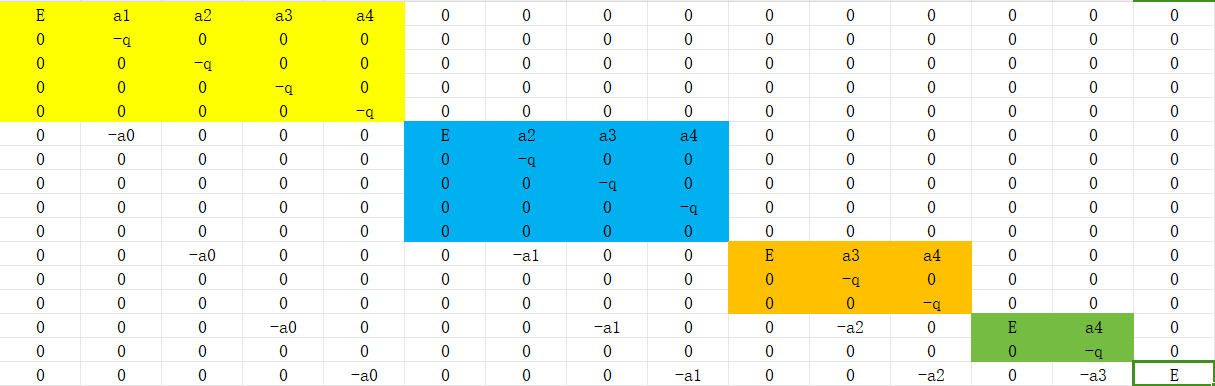 E a1 a2 a3 a4 0 0 0 0 0 0 0 0 0 0
0 -q 0 0 0 0 0 0 0 0 0 0 0 0 0
0 0 -q 0 0 0 0 0 0 0 0 0 0 0 0
0 0 0 -q 0 0 0 0 0 0 0 0 0 0 0
0 0 0 0 -q 0 0 0 0 0 0 0 0 0 0
0 -a0 0 0 0 E a2 a3 a4 0 0 0 0 0 0
0 0 0 0 0 0 -q 0 0 0 0 0 0 0 0
0 0 0 0 0 0 0 -q 0 0 0 0 0 0 0
0 0 0 0 0 0 0 0 -q 0 0 0 0 0 0
0 0 0 0 0 0 0 0 0 0 0 0 0 0 0
0 0 -a0 0 0 0 -a1 0 0 E a3 a4 0 0 0
0 0 0 0 0 0 0 0 0 0 -q 0 0 0 0
0 0 0 0 0 0 0 0 0 0 0 -q 0 0 0
0 0 0 -a0 0 0 0 -a1 0 0 -a2 0 E a4 0
0 0 0 0 0 0 0 0 0 0 0 0 0 -q 0
0 0 0 0 -a0 0 0 0 -a1 0 0 -a2 0 -a3 E